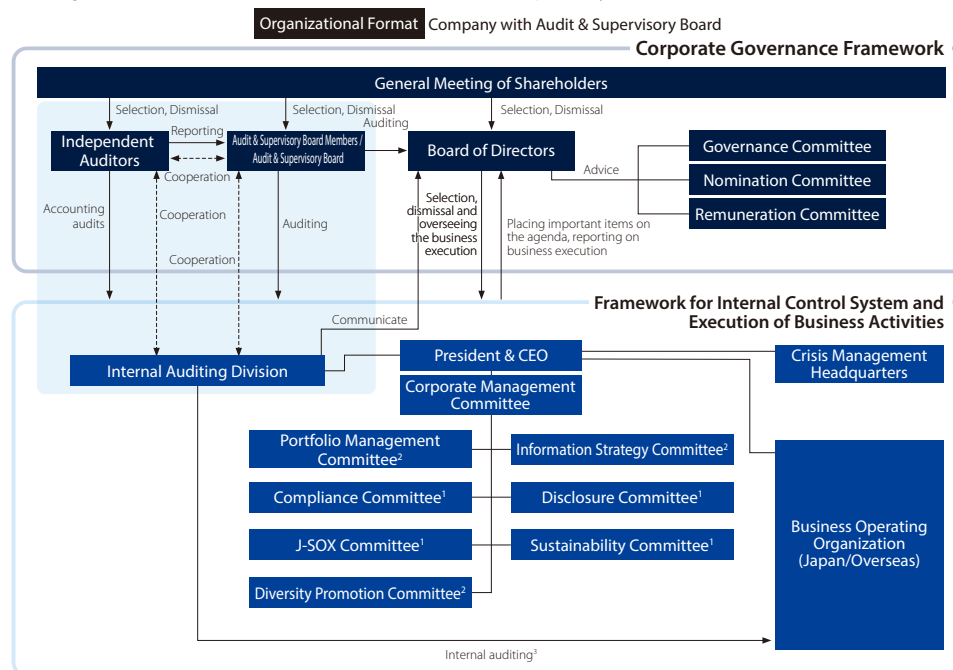 Organizational Format Company with Audit & Supervisory Board
Corporate Governance Framework
General Meeting of Shareholders
Selection, Dismissal
Selection, Dismissal
Selection, Dismissal
Independent
Auditors
Reporting
Cooperation
Audit & Supervisory Board Members /
Audit & Supervisory Board
Auditing
Board of Directors
Advice
Governance Committee
Nomination Committee
Remuneration Committee
Accounting
audits
Cooperation
Cooperation
Auditing
Selection,
dismissal and
overseeing
the business
execution
Placing important items on
the agenda, reporting on
business execution
Framework for Internal Control System and
Execution of Business Activities
Communicate
Internal Auditing Division
President & CEO
Corporate Management
Committee
Crisis Management
Headquarters
Portfolio Management
Committee²
Information Strategy Committee²
Compliance Committee¹
Disclosure Committee¹
J-SOX Committee¹
Sustainability Committee¹
Diversity Promotion Committee²
Business Operating
Organization
(Japan/Overseas)
Internal auditing³